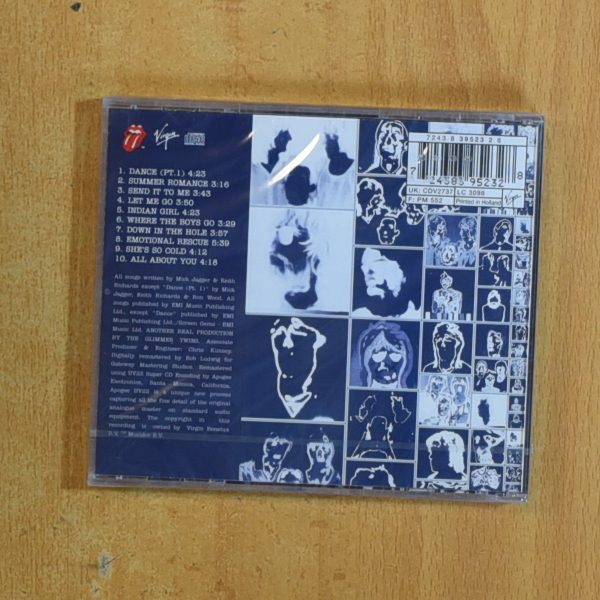 Virgin
7243 8 39523 2 6
UK: CDV2737 LC 3098
F: PM 552 Printed in Holland
1. DANCE (PT.1) 4:23
2. SUMMER ROMANCE 3:16
3. SEND IT TO ME 3:43
4. LET ME GO 3:50
5. INDIAN GIRL 4:23
6. WHERE THE BOYS GO 3:29
7. DOWN IN THE HOLE 3:57
8. EMOTIONAL RESCUE 5:39
9. SHE'S SO COLD 4:12
10. ALL ABOUT YOU 4:18
All songs written by Mick Jagger & Keith
Richards except "Dance (Pt. 1)" by Mick
Jagger, Keith Richards & Ron Wood. All
songs published by EMI Music Publishing
Ltd., except "Dance" published by EMI
Music Publishing Ltd./Screen Gems - EMI
Music Ltd. ANOTHER REAL PRODUCTION
BY THE GLIMMER TWINS. Associate
Producer & Engineer: Chris Kimsey.
Digitally remastered by Bob Ludwig for
Gateway Mastering Studios. Remastered
using UV22 Super CD Encoding by Apogee
Electronics, Santa Monica, California.
Apogee UV22 is a unique new process
capturing all the fine detail of the original
analogue master on standard audio
equipment. The copyright in this
recording is owned by Virgin Benelux
B.V. ™ Musidor B.V.